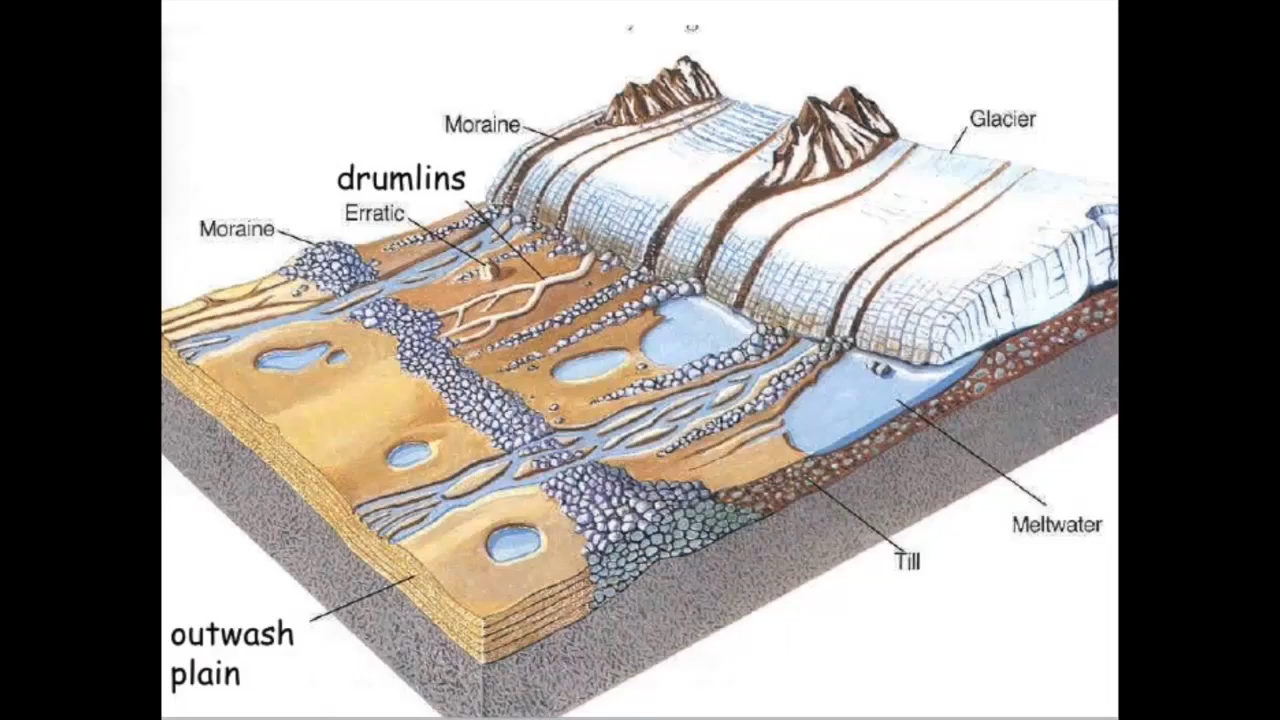 Moraine
Glacier
drumlins
Erratic
Moraine
Meltwater
Till
outwash
plain